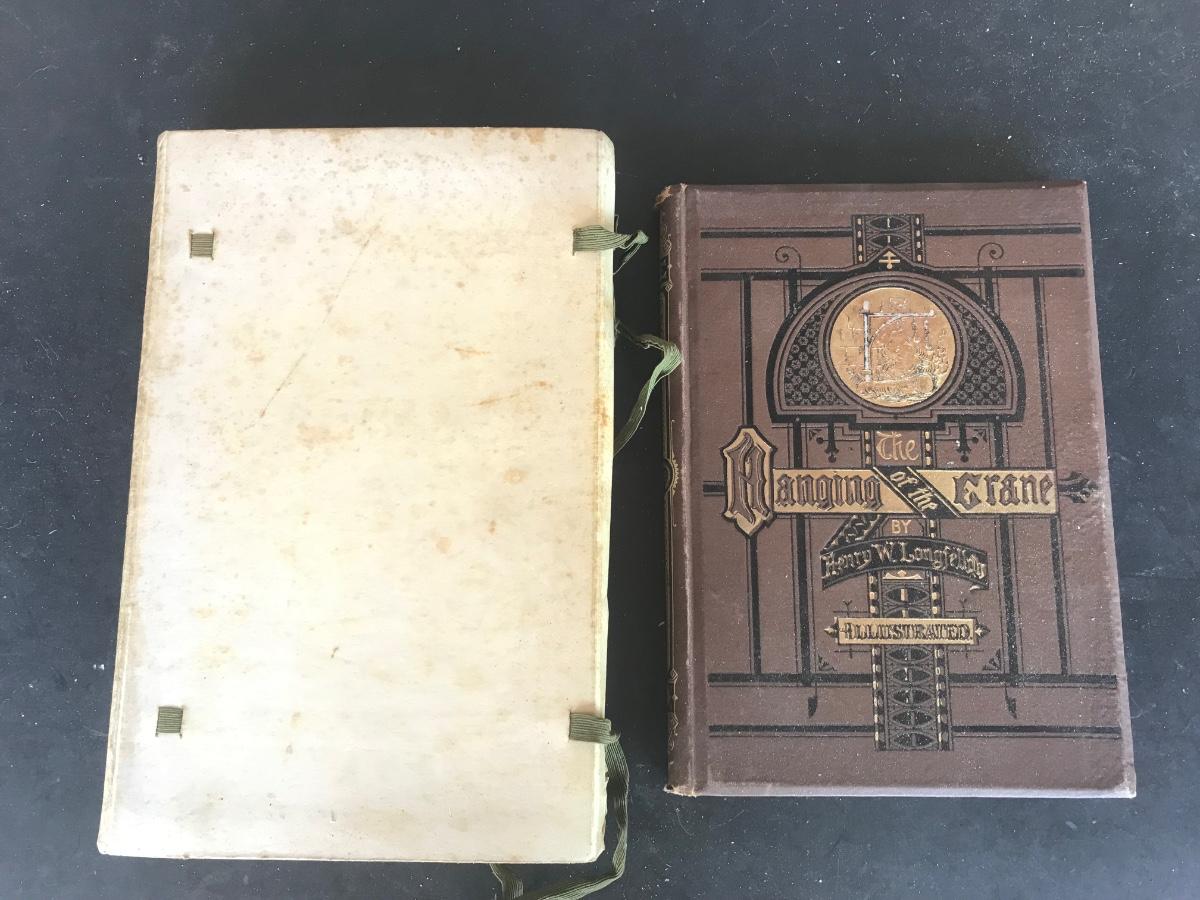 The
Hanging of the Crane
BY
Henry W. Longfellow
ILLUSTRATED.